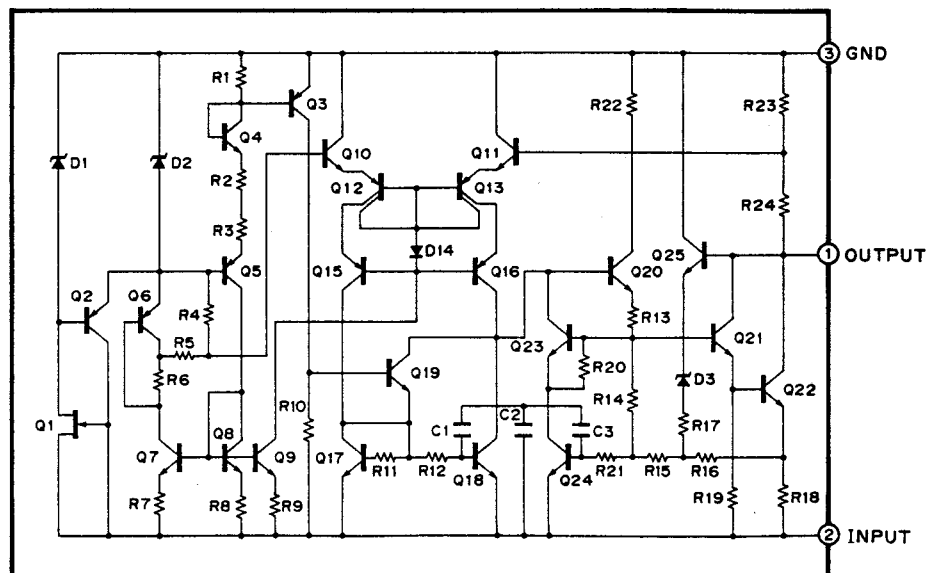 3 GND
R1
Q3
R22
R23
Q4
D1
D2
Q10
Q11
R2
Q12
Q13
R24
R3
D14
1 OUTPUT
Q2
Q6
Q5
Q15
Q16
Q20
Q25
R4
R13
R5
Q23
Q21
R6
Q19
R20
D3
Q22
R10
C1
C2
R14
Q1
C3
R17
Q7
Q8
Q9
Q17
R11
R12
Q18
Q24
R21
R15
R16
R7
R8
R9
R19
R18
2 INPUT